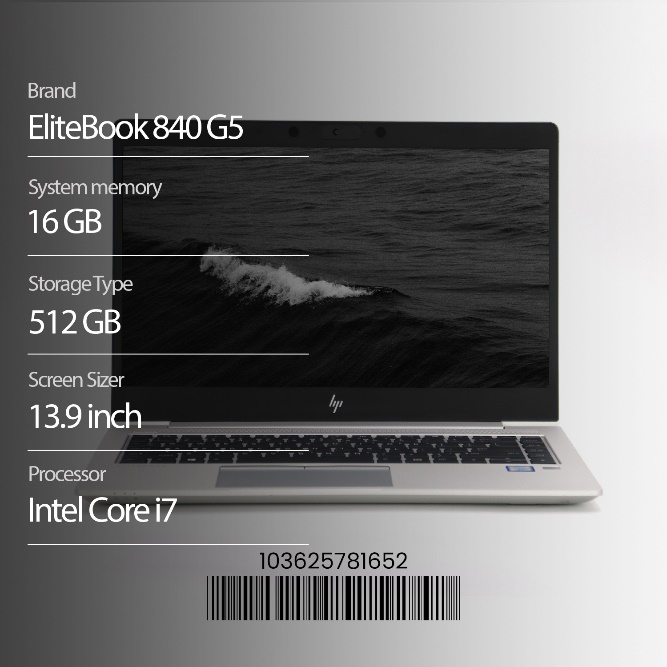 Brand
EliteBook 840 G5
System memory
16 GB
Storage Type
512 GB
Screen Sizer
13.9 inch
hp
Processor
Intel Core i7
103625781652